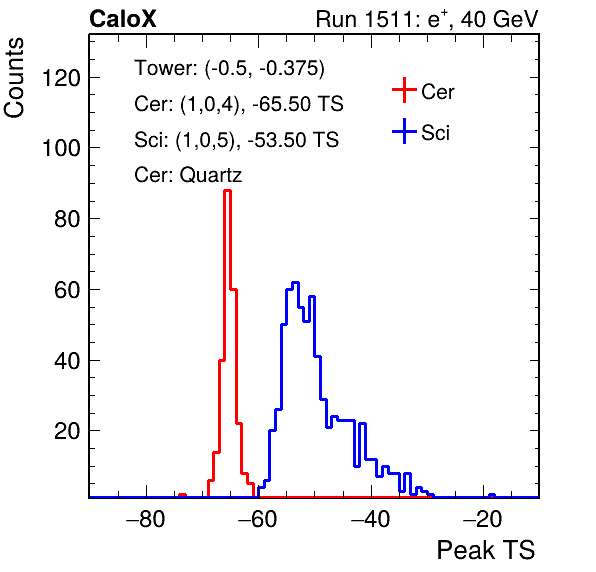 CaloX Run 1511: e⁺, 40 GeV
Counts
Tower: (-0.5, -0.375)
Cer: (1,0,4), -65.50 TS
Sci: (1,0,5), -53.50 TS
Cer: Quartz
Cer
Sci
120
100
80
60
40
20
−80 −60 −40 −20
Peak TS